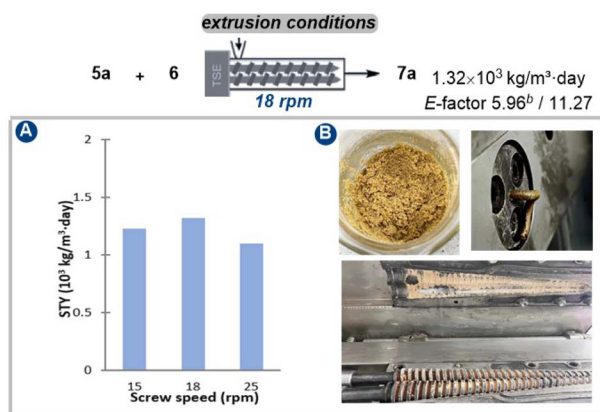 extrusion conditions
5a + 6 TSE 7a 1.32×10³ kg/m³·day
18 rpm E-factor 5.96ᵇ / 11.27
A B
2
1.5
1
0.5
0
STY (10³ kg/m³·day)
15 18 25
Screw speed (rpm)